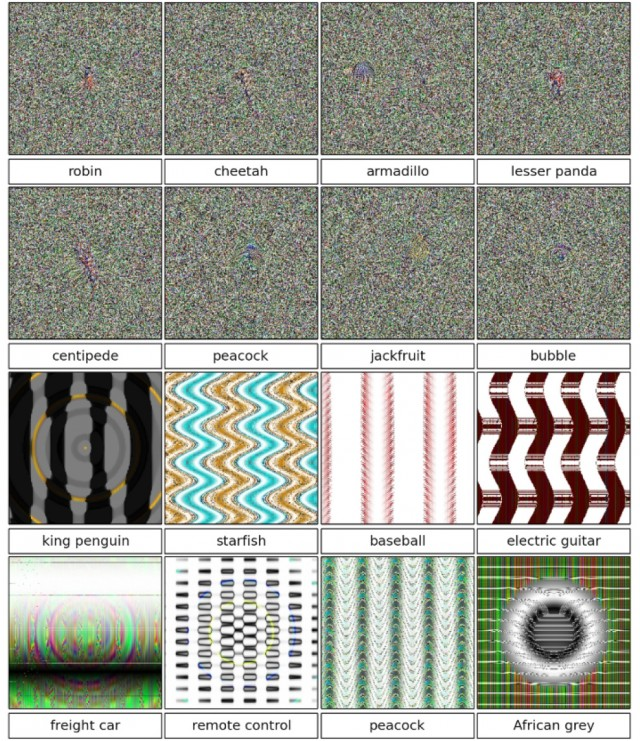 robin
cheetah
armadillo
lesser panda
centipede
peacock
jackfruit
bubble
king penguin
starfish
baseball
electric guitar
freight car
remote control
peacock
African grey